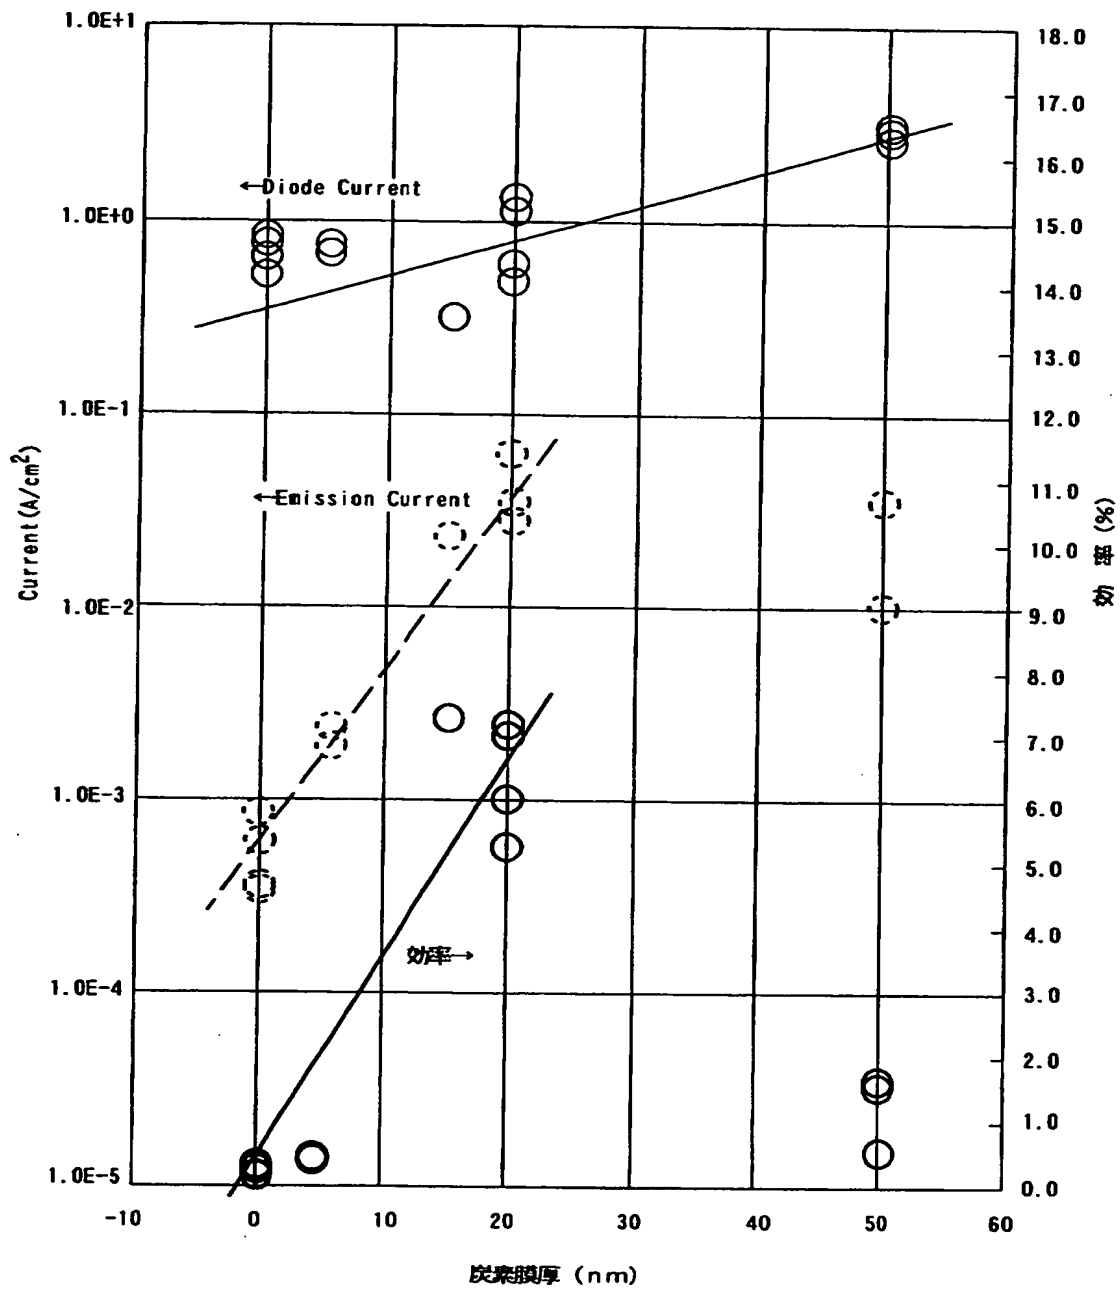 1.0E+1
1.0E+0
1.0E-1
1.0E-2
1.0E-3
1.0E-4
1.0E-5
Current(A/cm²)
18.0
17.0
16.0
15.0
14.0
13.0
12.0
11.0
10.0
9.0
8.0
7.0
6.0
5.0
4.0
3.0
2.0
1.0
0.0
効 率 (%)
←Diode Current
←Emission Current
効率→
-10 0 10 20 30 40 50 60
炭素膜厚 (nm)